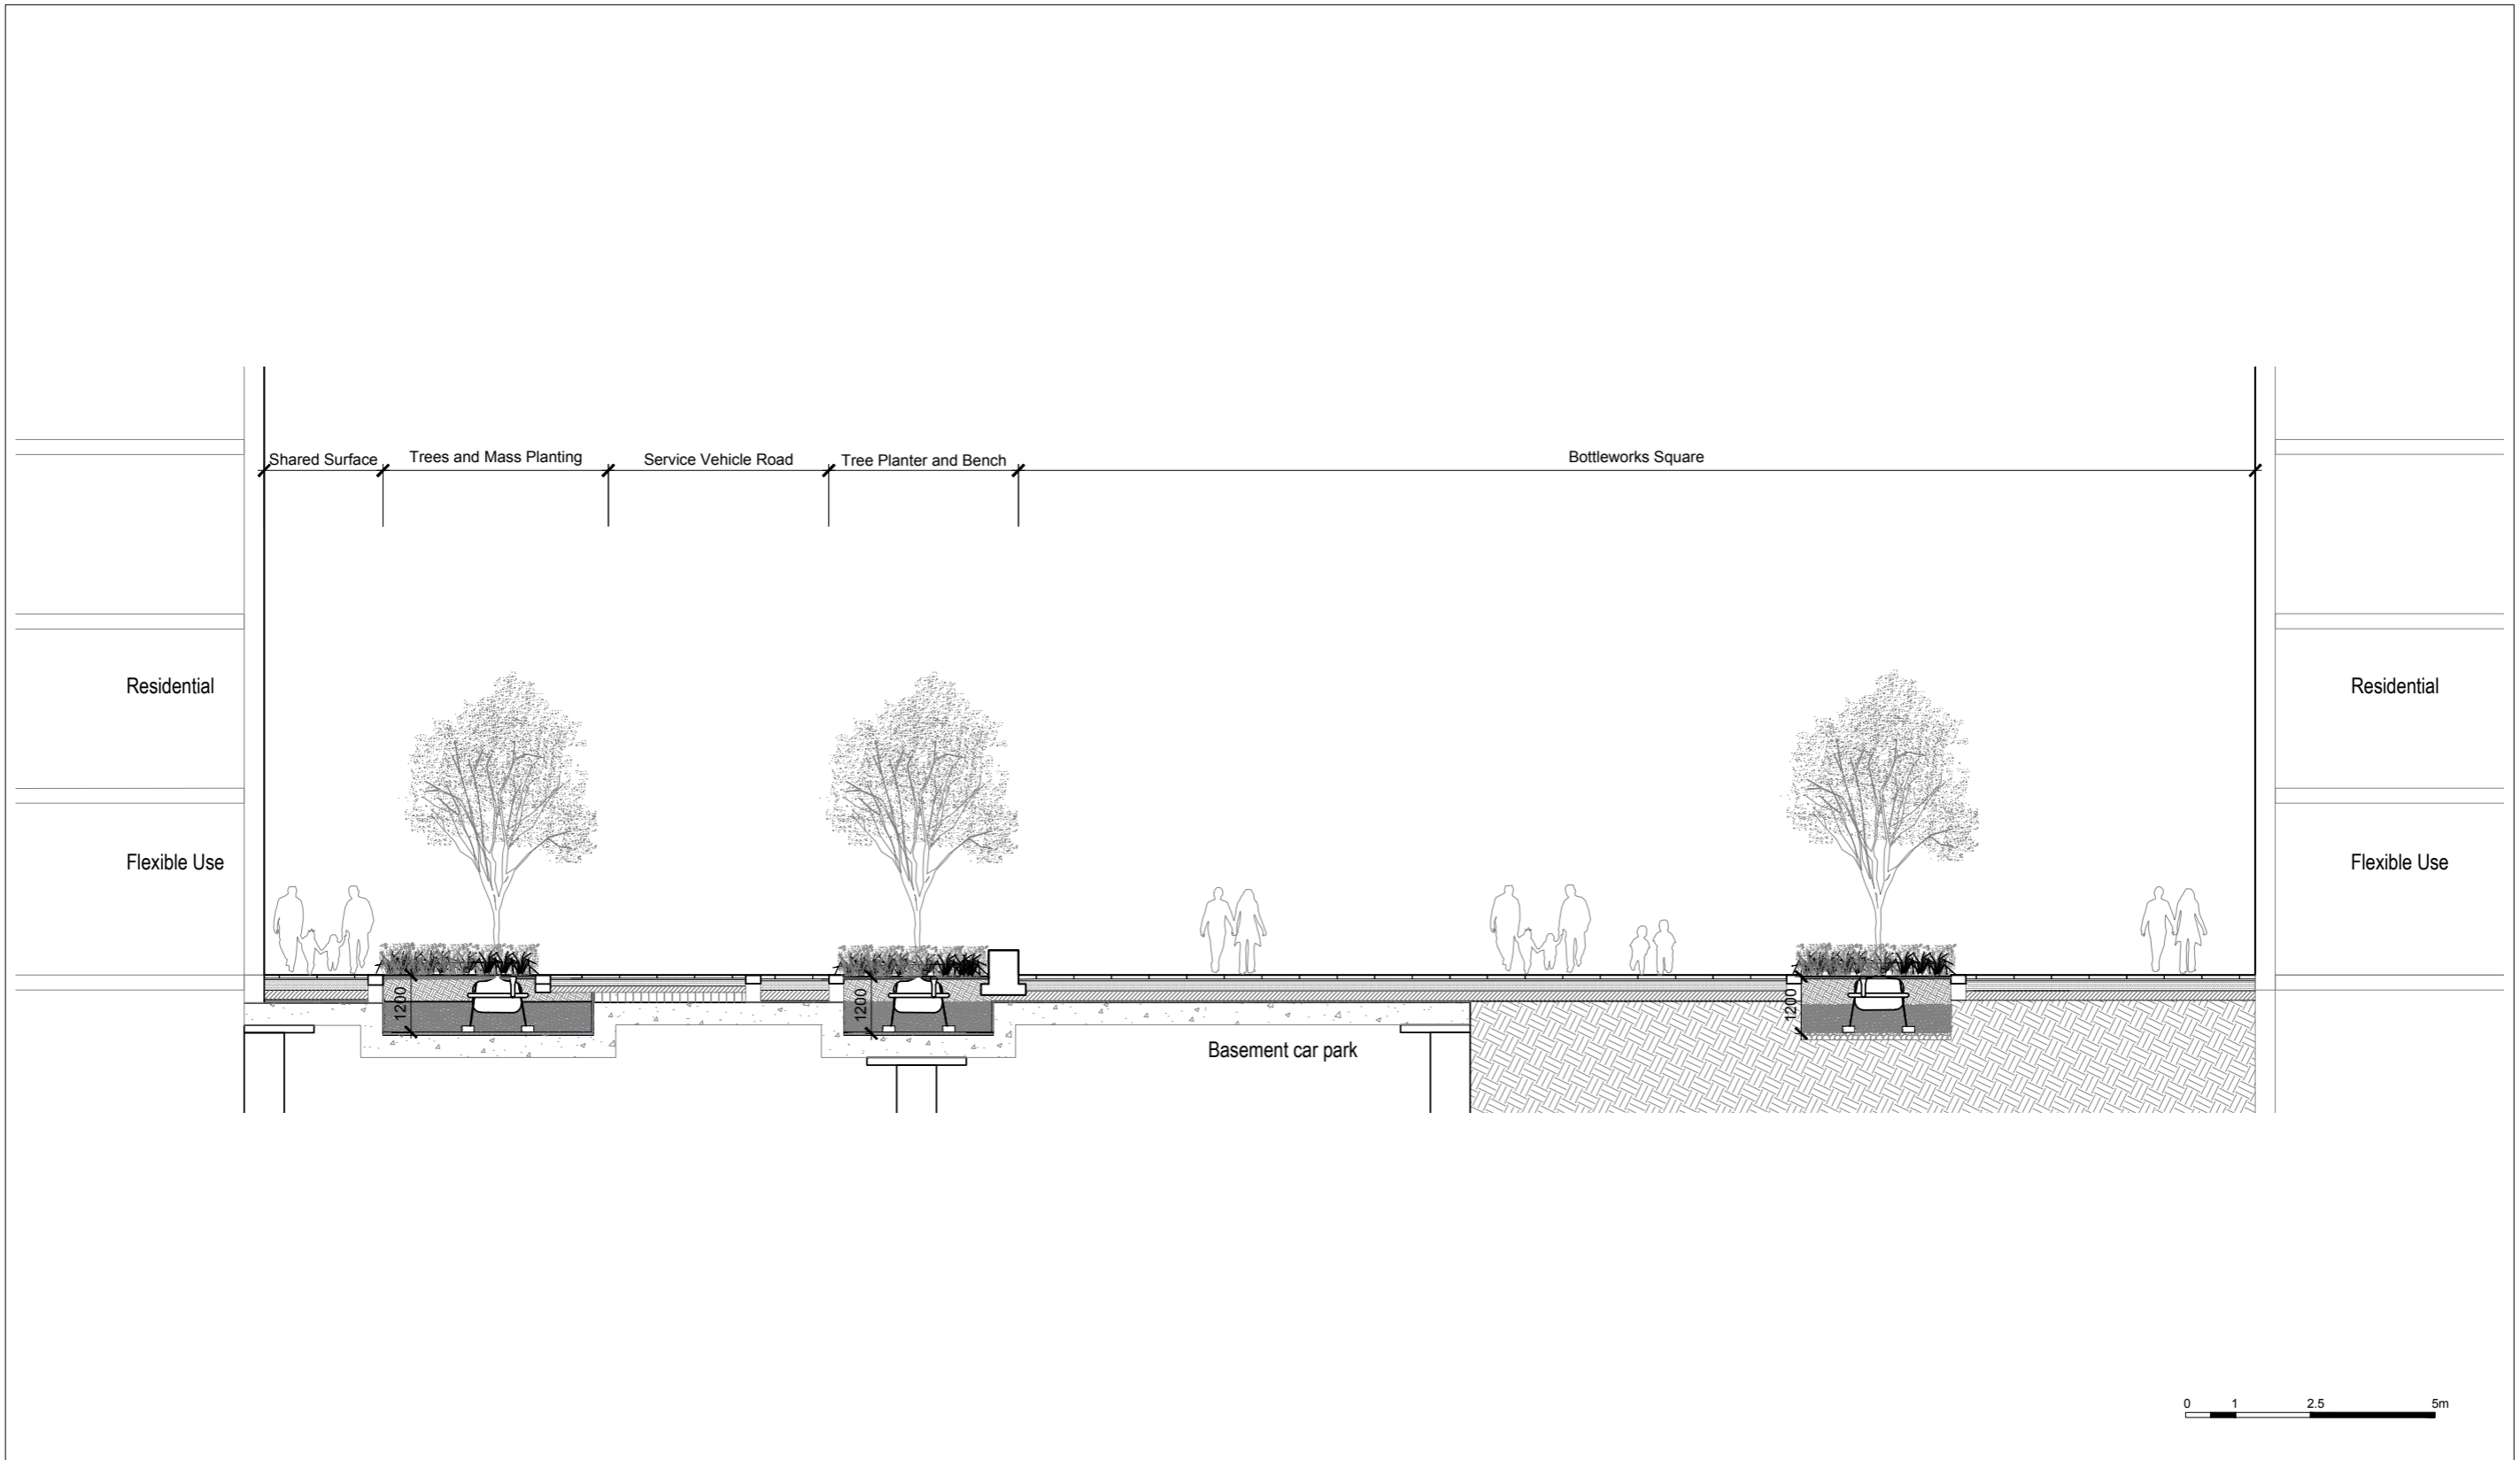 Shared Surface
Trees and Mass Planting
Service Vehicle Road
Tree Planter and Bench
Bottleworks Square
Residential
Residential
Flexible Use
Flexible Use
1200
1200
1200
Basement car park
0 1 2.5 5m